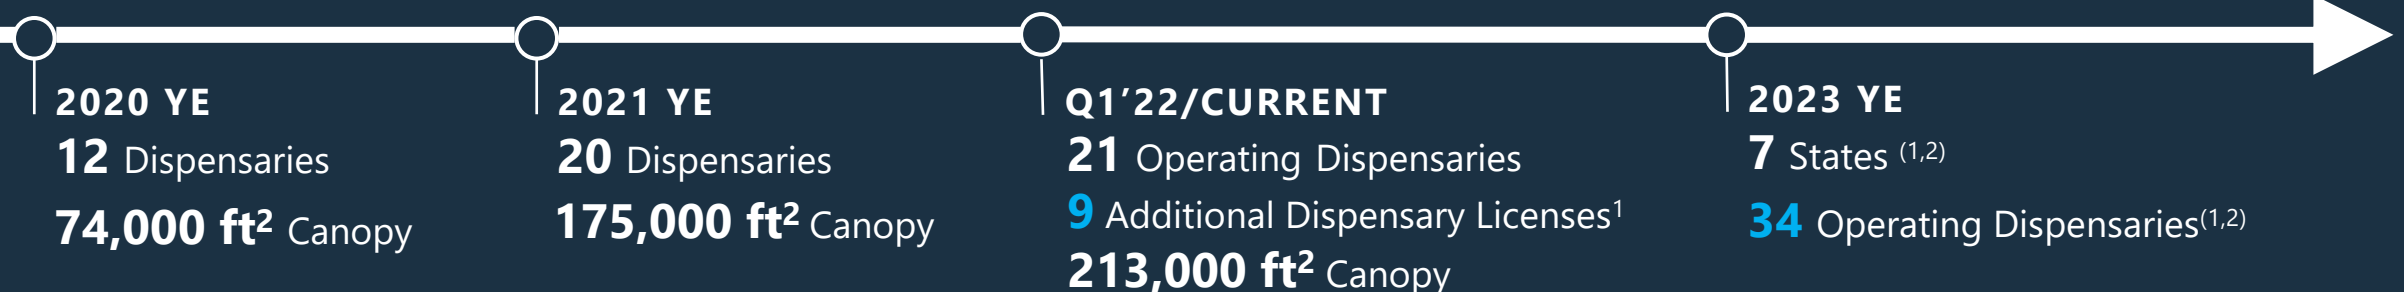 2020 YE
12 Dispensaries
74,000 ft² Canopy
2021 YE
20 Dispensaries
175,000 ft² Canopy
Q1’22/CURRENT
21 Operating Dispensaries
9 Additional Dispensary Licenses¹
213,000 ft² Canopy
2023 YE
7 States (1,2)
34 Operating Dispensaries(1,2)